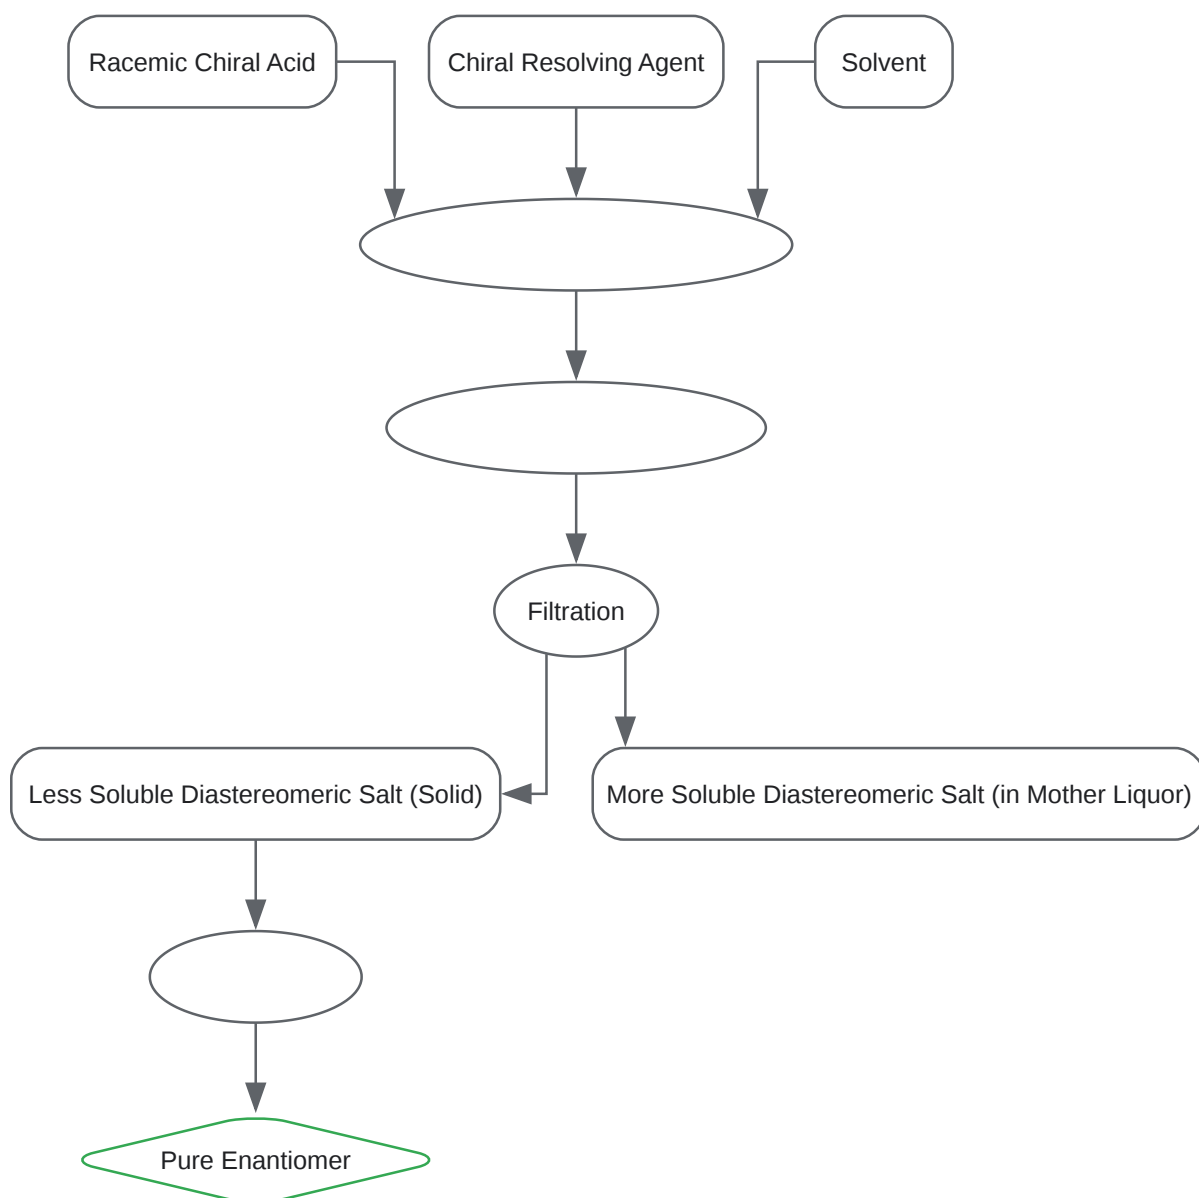 Racemic Chiral Acid
Chiral Resolving Agent
Solvent
Filtration
Less Soluble Diastereomeric Salt (Solid)
More Soluble Diastereomeric Salt (in Mother Liquor)
Pure Enantiomer